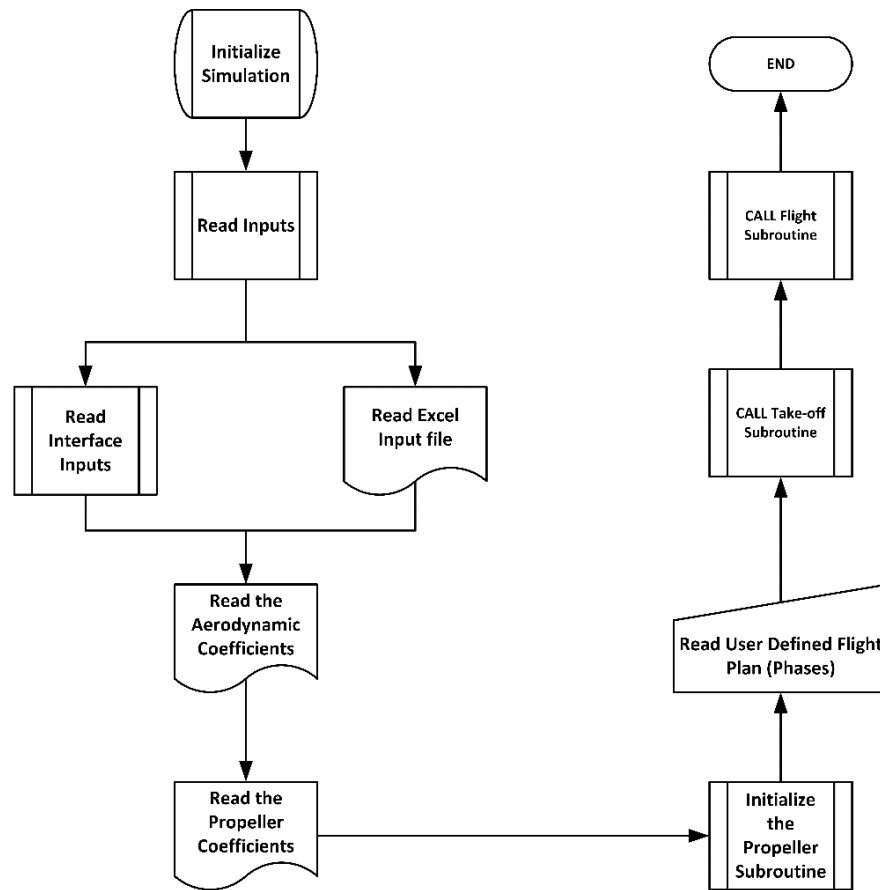 Initialize
Simulation
Read Inputs
Read
Interface
Inputs
Read Excel
Input file
Read the
Aerodynamic
Coefficients
Read the
Propeller
Coefficients
Initialize
the
Propeller
Subroutine
Read User Defined Flight
Plan (Phases)
CALL Take-off
Subroutine
CALL Flight
Subroutine
END